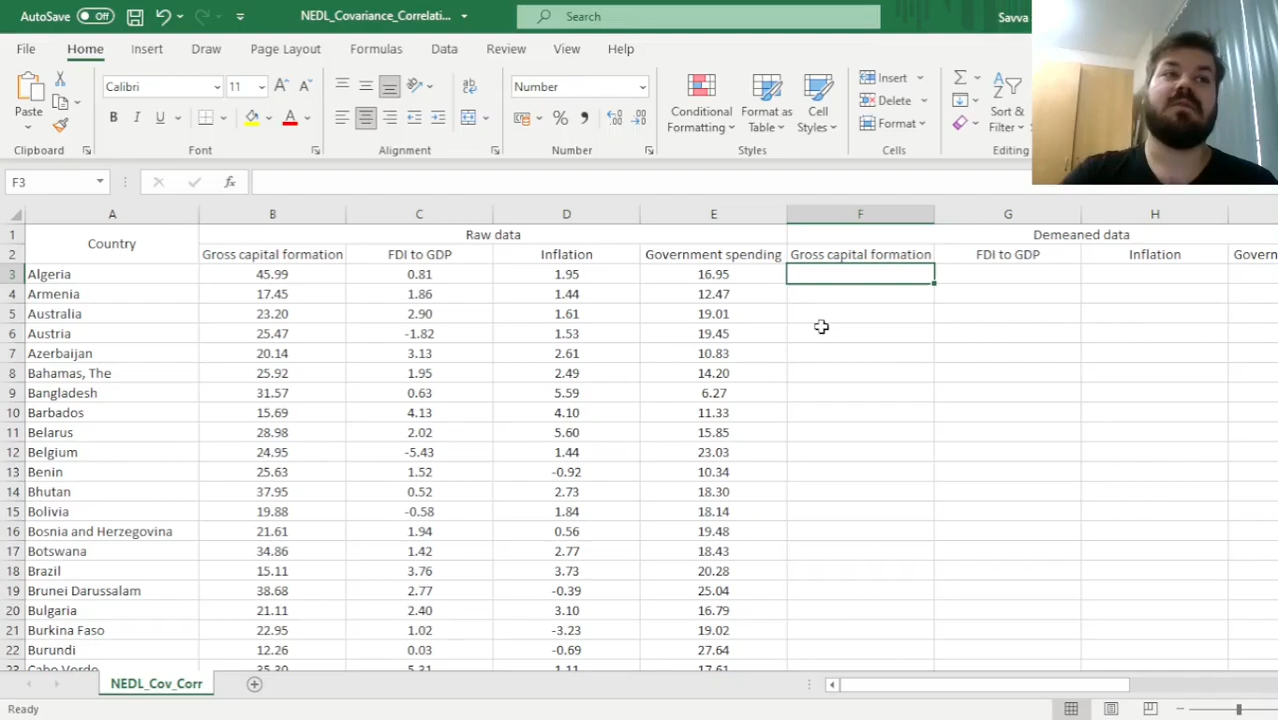 AutoSave Off NEDL_Covariance_Correlati... Search Savva
File Home Insert Draw Page Layout Formulas Data Review View Help
Calibri 11 Number Insert
Paste B I U A % Conditional Formatting Format as Table Cell Styles Delete Sort & Filter
Format
Clipboard Font Alignment Number Styles Cells Editing
F3 fx
A B C D E F G H
1 Country Raw data Demeaned data
2 Gross capital formation FDI to GDP Inflation Government spending Gross capital formation FDI to GDP Inflation Govern
3 Algeria 45.99 0.81 1.95 16.95
4 Armenia 17.45 1.86 1.44 12.47
5 Australia 23.20 2.90 1.61 19.01
6 Austria 25.47 -1.82 1.53 19.45
7 Azerbaijan 20.14 3.13 2.61 10.83
8 Bahamas, The 25.92 1.95 2.49 14.20
9 Bangladesh 31.57 0.63 5.59 6.27
10 Barbados 15.69 4.13 4.10 11.33
11 Belarus 28.98 2.02 5.60 15.85
12 Belgium 24.95 -5.43 1.44 23.03
13 Benin 25.63 1.52 -0.92 10.34
14 Bhutan 37.95 0.52 2.73 18.30
15 Bolivia 19.88 -0.58 1.84 18.14
16 Bosnia and Herzegovina 21.61 1.94 0.56 19.48
17 Botswana 34.86 1.42 2.77 18.43
18 Brazil 15.11 3.76 3.73 20.28
19 Brunei Darussalam 38.68 2.77 -0.39 25.04
20 Bulgaria 21.11 2.40 3.10 16.79
21 Burkina Faso 22.95 1.02 -3.23 19.02
22 Burundi 12.26 0.03 -0.69 27.64
23 Cabo Verde 35.30 5.31 1.11 17.61
NEDL_Cov_Corr
Ready